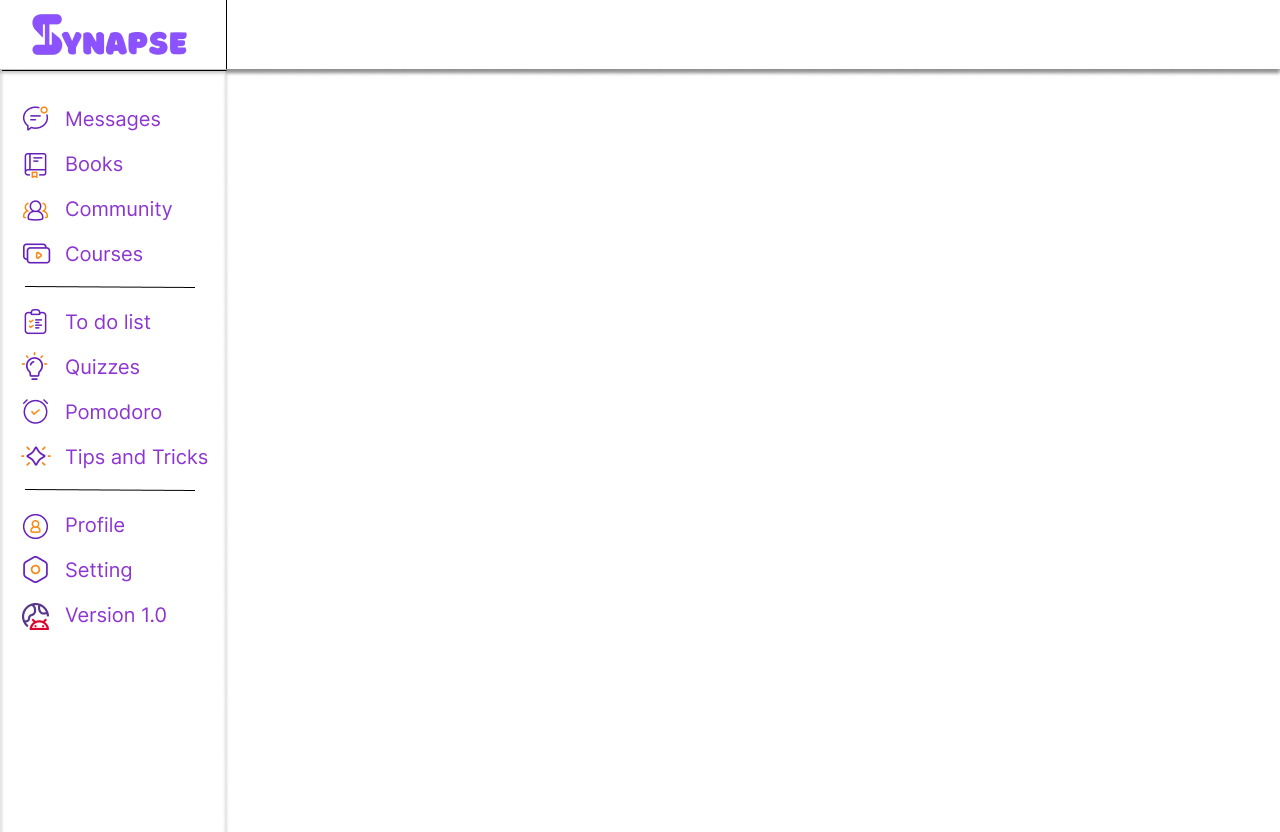 SYNAPSE
Messages
Books
Community
Courses
To do list
Quizzes
Pomodoro
Tips and Tricks
Profile
Setting
Version 1.0